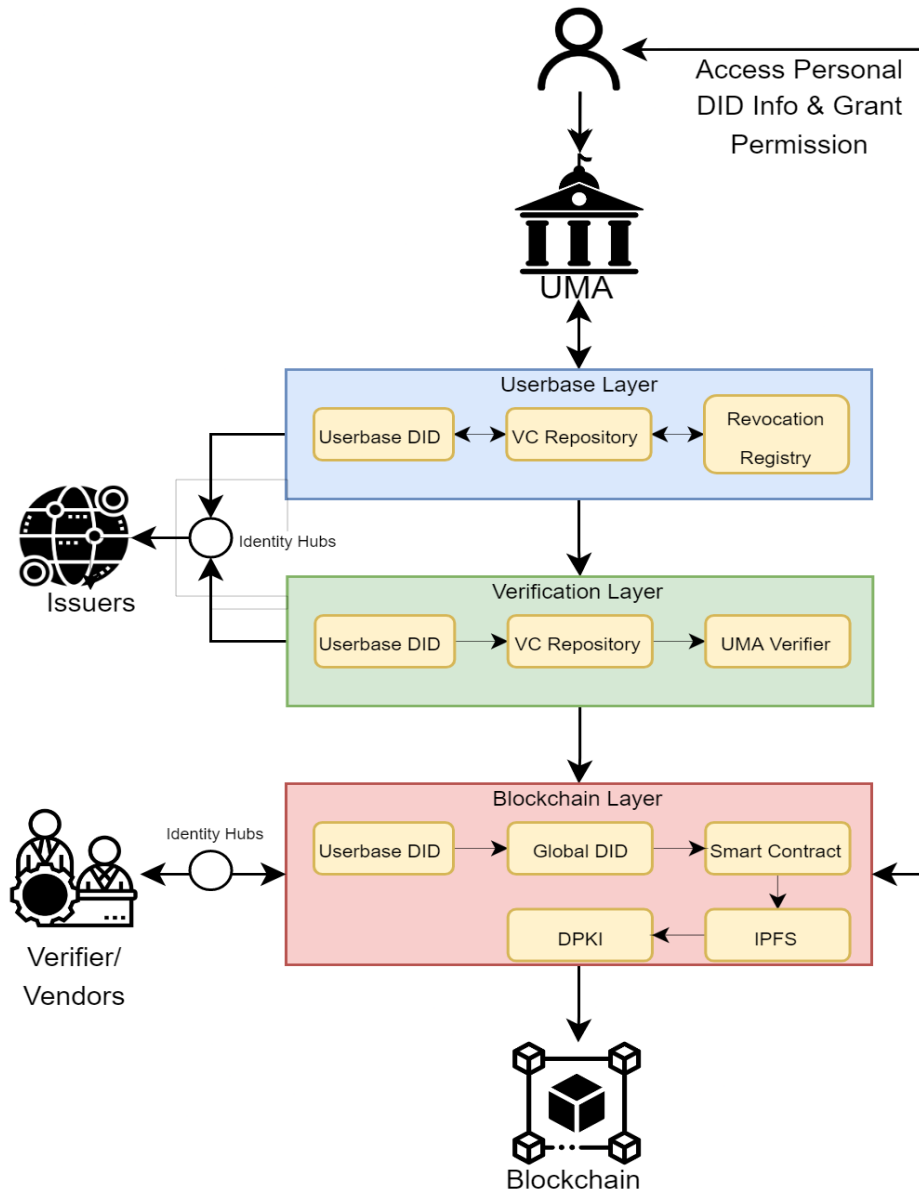 Access Personal
DID Info & Grant
Permission
UMA
Userbase Layer
Userbase DID
VC Repository
Revocation
Registry
Identity Hubs
Issuers
Verification Layer
Userbase DID
VC Repository
UMA Verifier
Blockchain Layer
Identity Hubs
Userbase DID
Global DID
Smart Contract
DPKI
IPFS
Verifier/
Vendors
Blockchain